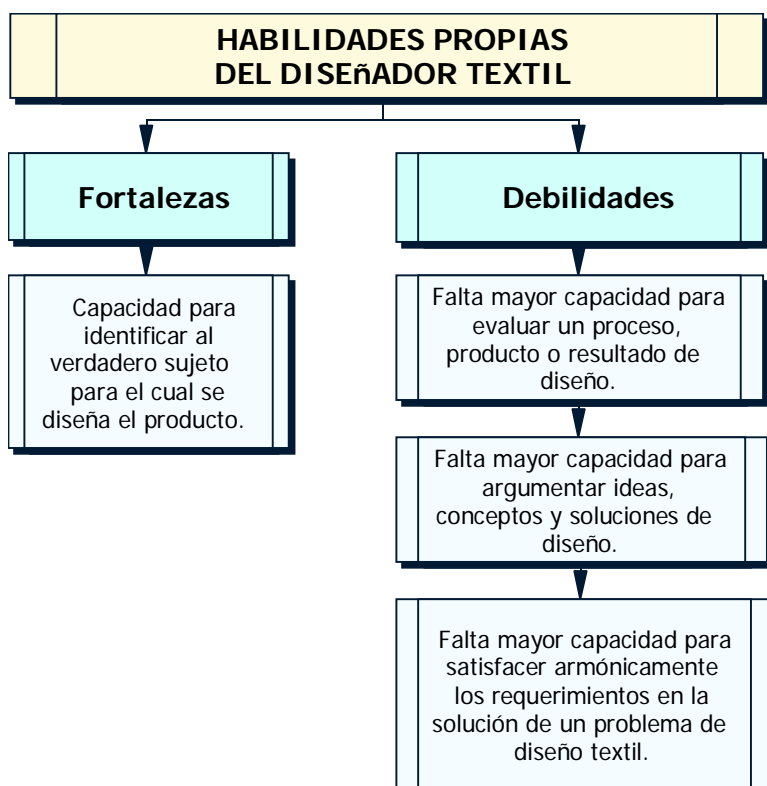 HABILIDADES PROPIAS
DEL DISEñADOR TEXTIL
Fortalezas
Capacidad para
identificar al
verdadero sujeto
para el cual se
diseña el producto.
Debilidades
Falta mayor capacidad para
evaluar un proceso,
producto o resultado de
diseño.
Falta mayor capacidad para
argumentar ideas,
conceptos y soluciones de
diseño.
Falta mayor capacidad para
satisfacer armónicamente
los requerimientos en la
solución de un problema de
diseño textil.